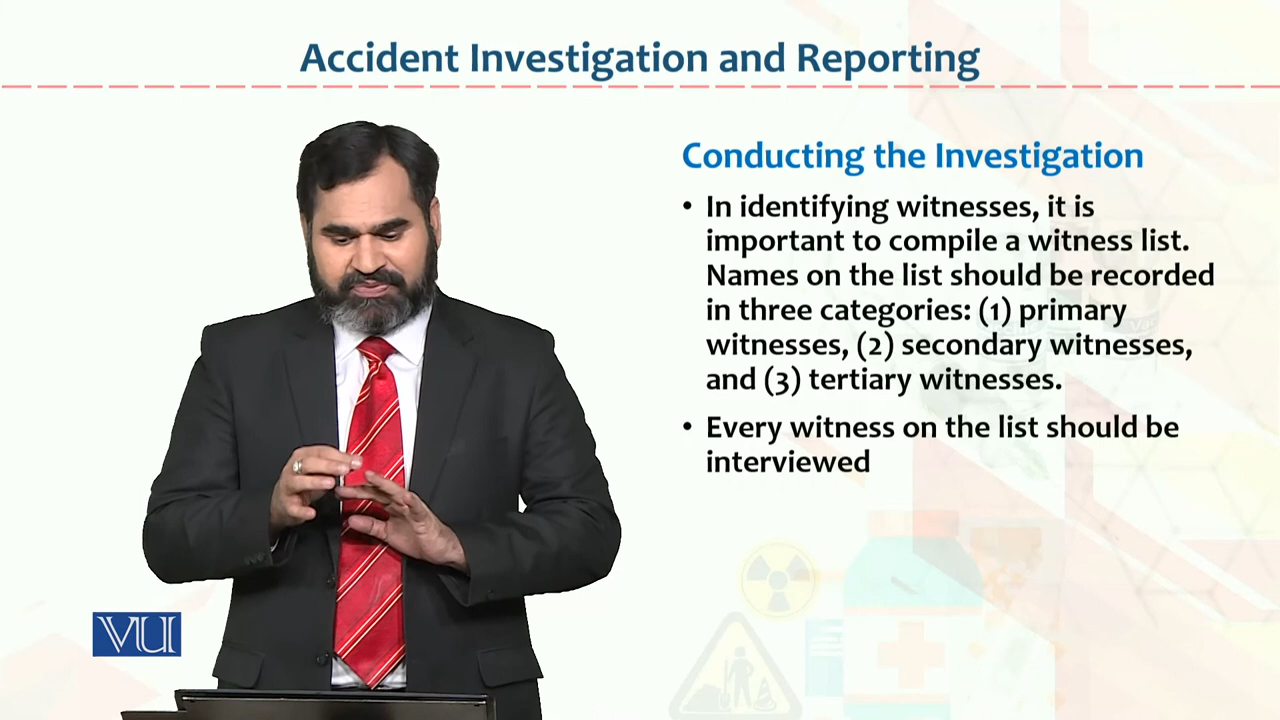 Accident Investigation and Reporting
Conducting the Investigation
• In identifying witnesses, it is
important to compile a witness list.
Names on the list should be recorded
in three categories: (1) primary
witnesses, (2) secondary witnesses,
and (3) tertiary witnesses.
• Every witness on the list should be
interviewed
VU